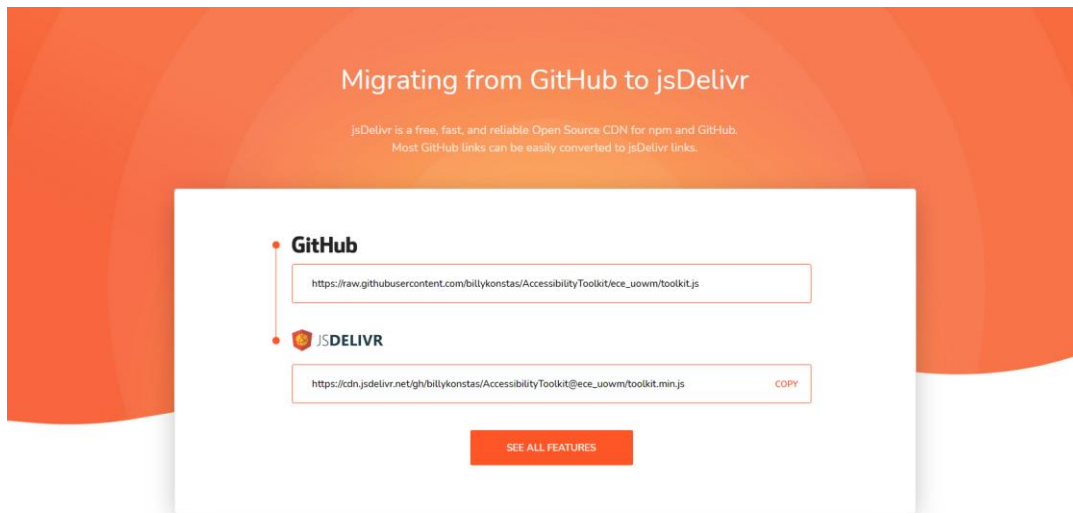 Migrating from GitHub to jsDelivr
jsDelivr is a free, fast, and reliable Open Source CDN for npm and GitHub.
Most GitHub links can be easily converted to jsDelivr links.
GitHub
https://raw.githubusercontent.com/billykonstas/AccessibilityToolkit/ece_uowm/toolkit.js
JSDELIVR
https://cdn.jsdelivr.net/gh/billykonstas/AccessibilityToolkit@ece_uowm/toolkit.min.js COPY
SEE ALL FEATURES